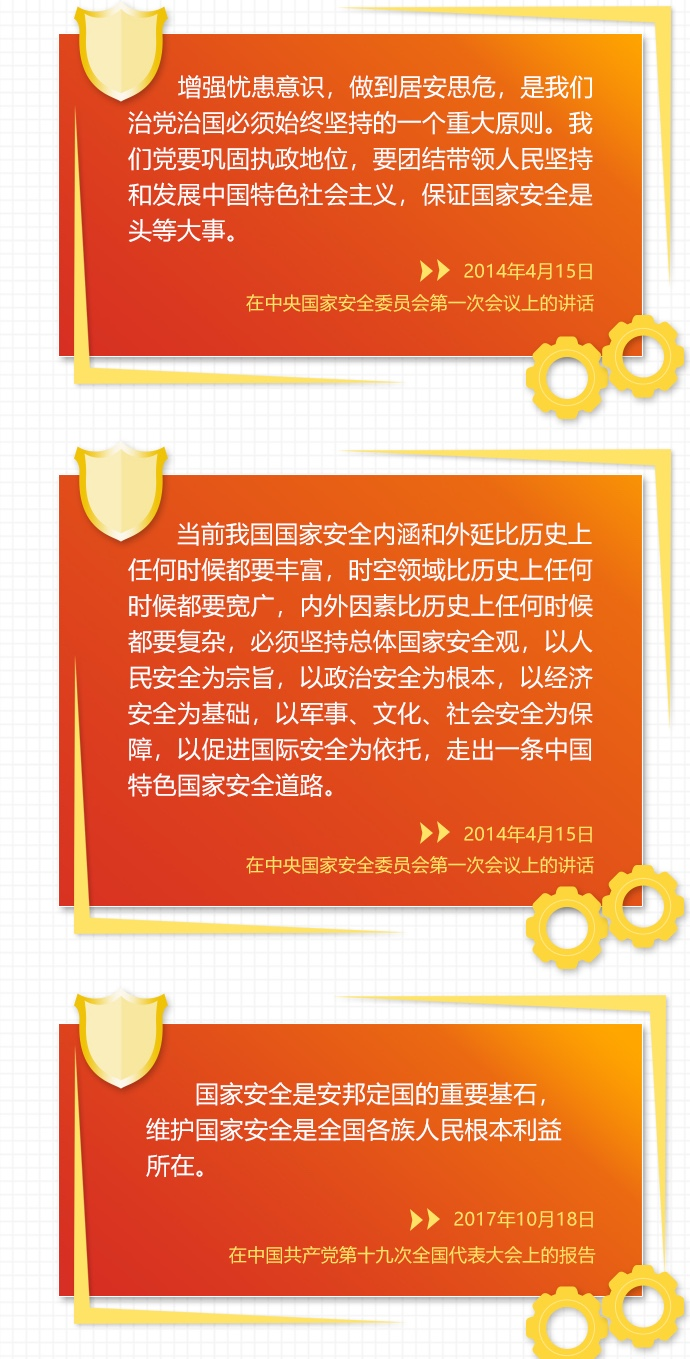 增强忧患意识，做到居安思危，是我们
治党治国必须始终坚持的一个重大原则。我
们党要巩固执政地位，要团结带领人民坚持
和发展中国特色社会主义，保证国家安全是
头等大事。
2014年4月15日
在中央国家安全委员会第一次会议上的讲话
当前我国国家安全内涵和外延比历史上
任何时候都要丰富，时空领域比历史上任何
时候都要宽广，内外因素比历史上任何时候
都要复杂，必须坚持总体国家安全观，以人
民安全为宗旨，以政治安全为根本，以经济
安全为基础，以军事、文化、社会安全为保
障，以促进国际安全为依托，走出一条中国
特色国家安全道路。
2014年4月15日
在中央国家安全委员会第一次会议上的讲话
国家安全是安邦定国的重要基石，
维护国家安全是全国各族人民根本利益
所在。
2017年10月18日
在中国共产党第十九次全国代表大会上的报告